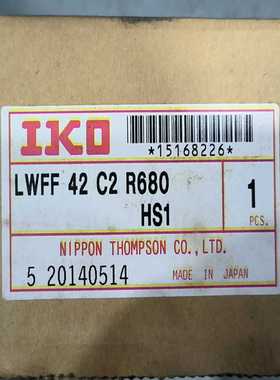 IKO
*15168226*
LWFF 42 C2 R680
HS1
1
PCS.
NIPPON THOMPSON CO., LTD.
5 20140514
MADE IN JAPAN